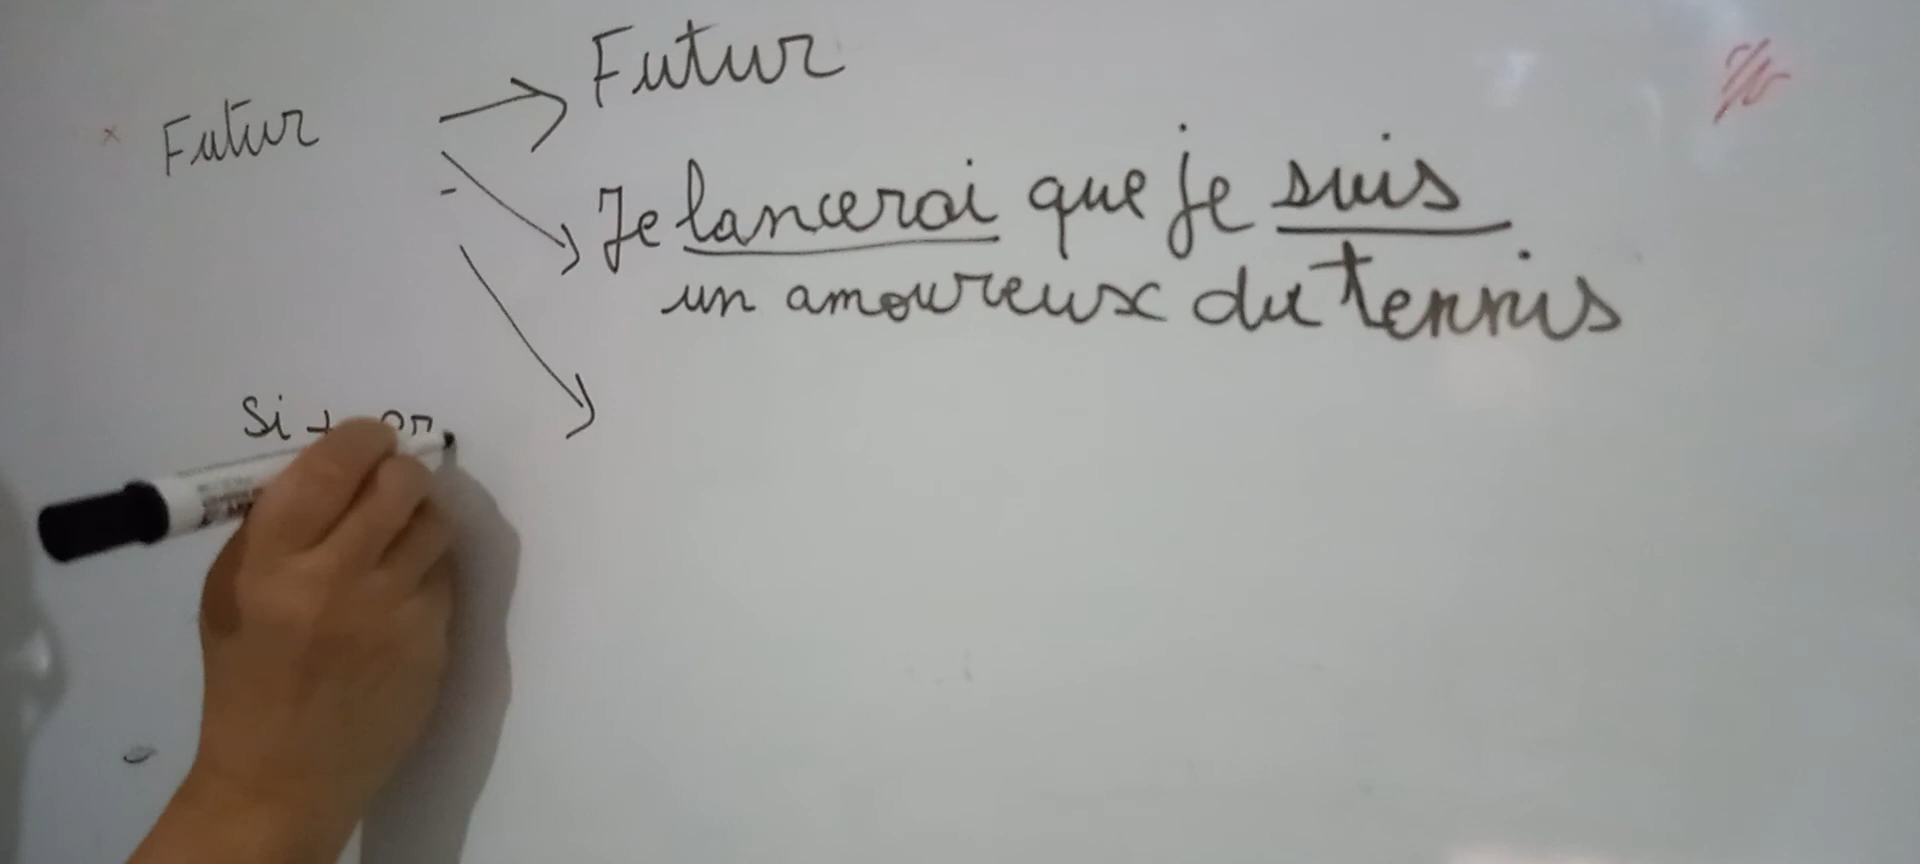 Futur
Futur
Je lancerai que je suis
un amoureux du tennis
Si +